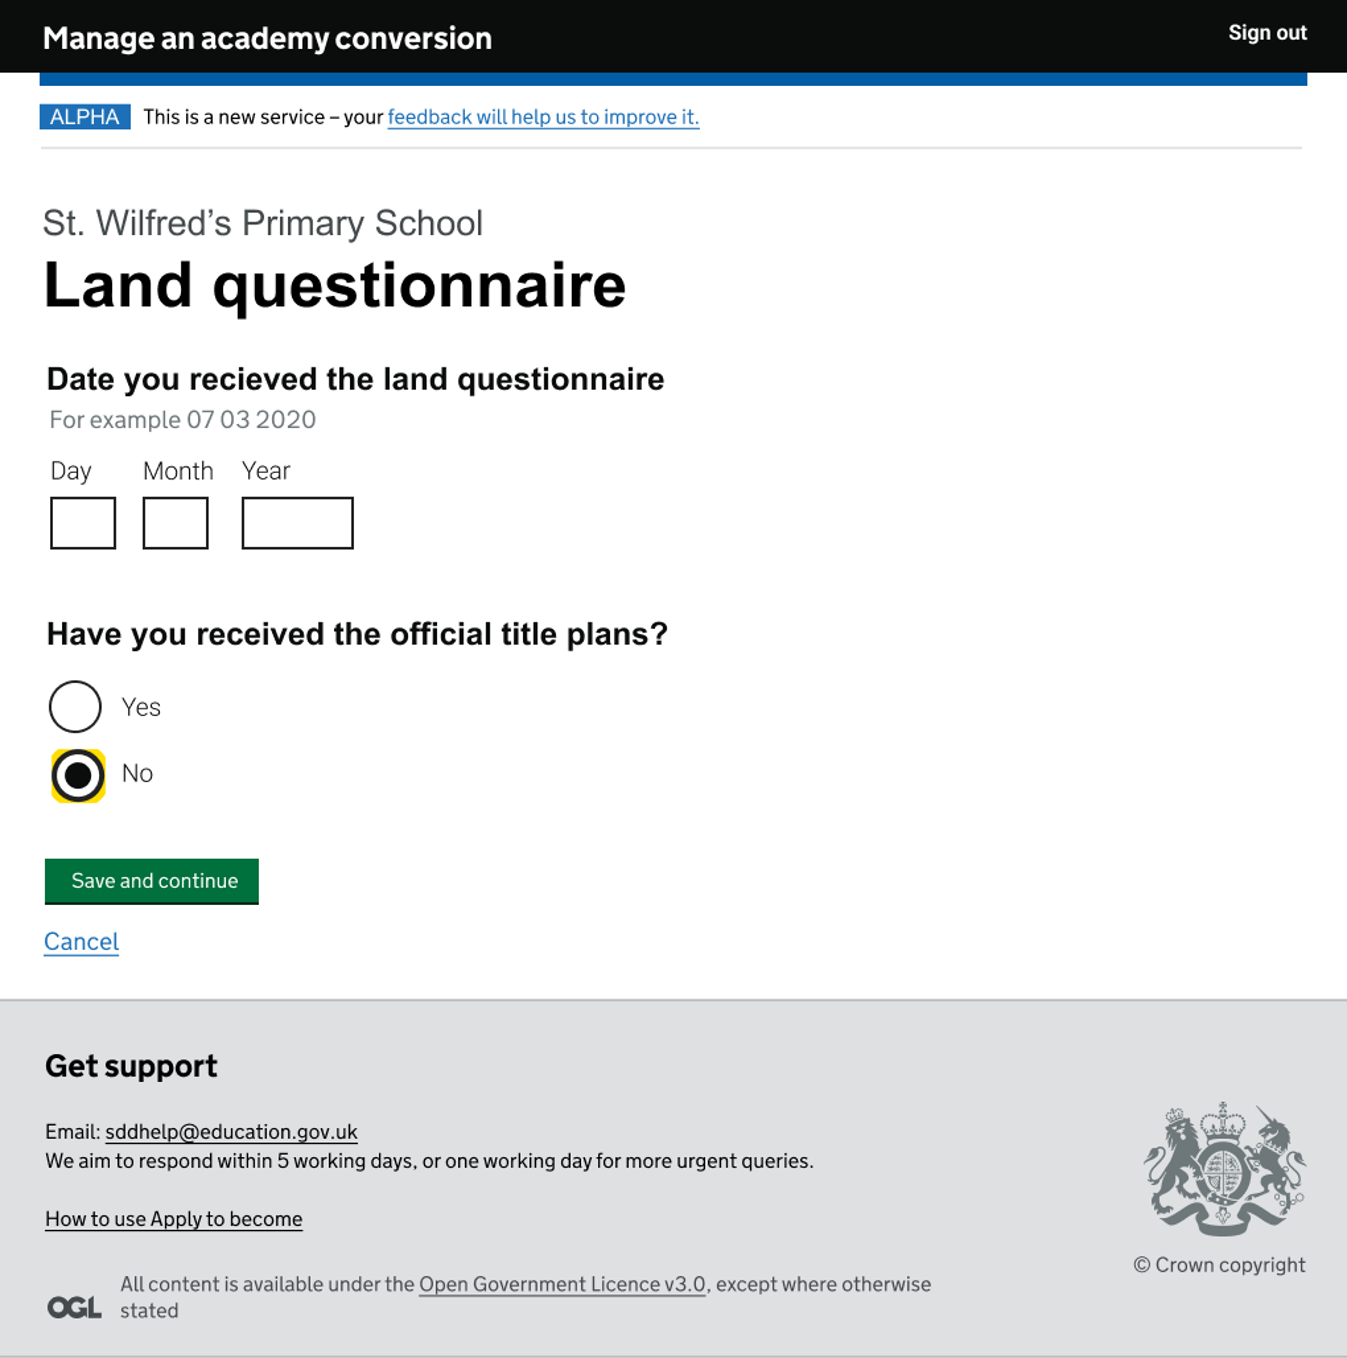 Manage an academy conversion
Sign out
ALPHA This is a new service – your feedback will help us to improve it.
St. Wilfred’s Primary School
Land questionnaire
Date you recieved the land questionnaire
For example 07 03 2020
Day Month Year
Have you received the official title plans?
Yes
No
Save and continue
Cancel
Get support
Email: sddhelp@education.gov.uk
We aim to respond within 5 working days, or one working day for more urgent queries.
How to use Apply to become
© Crown copyright
OGL
All content is available under the Open Government Licence v3.0, except where otherwise
stated